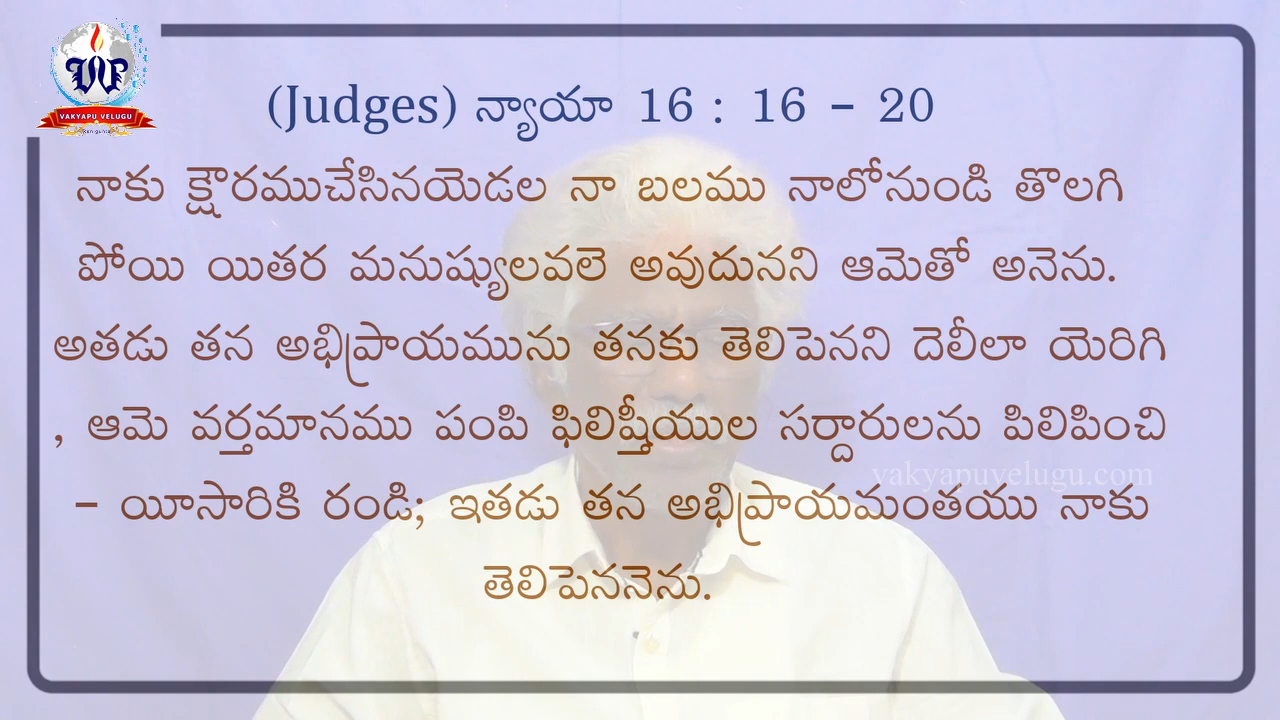 VAKYAPU VELUGU
(Judges) న్యాయా 16 : 16 - 20
నాకు క్షౌరముచేసినయెడల నా బలము నాలోనుండి తొలగి
పోయి యితర మనుష్యులవలె అవుదునని ఆమెతో అనెను.
అతడు తన అభిప్రాయమును తనకు తెలిపెనని దెలీలా యెరిగి
, ఆమె వర్తమానము పంపి ఫిలిష్తీయుల సర్దారులను పిలిపించి
vakyapuvelugu.com
- యీసారికి రండి; ఇతడు తన అభిప్రాయమంతయు నాకు
తెలిపెననెను.